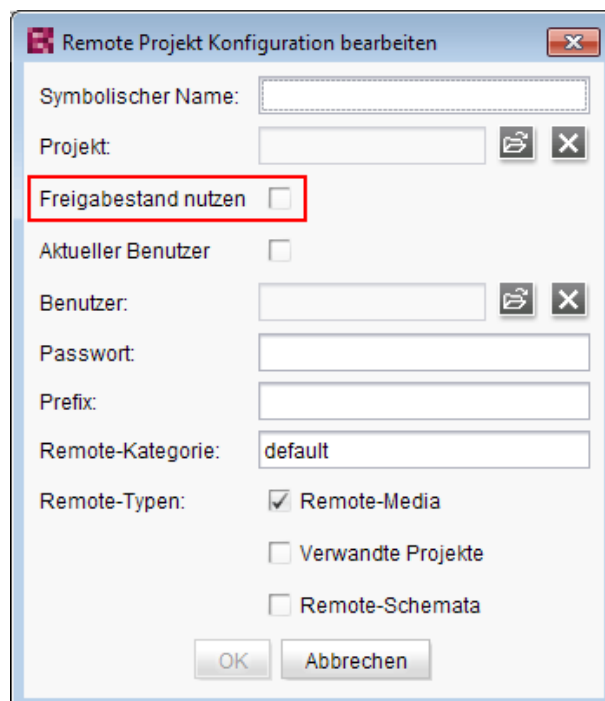 Remote Projekt Konfiguration bearbeiten
Symbolischer Name:
Projekt:
Freigabestand nutzen
Aktueller Benutzer
Benutzer:
Passwort:
Prefix:
Remote-Kategorie: default
Remote-Typen: Remote-Media
Verwandte Projekte
Remote-Schemata
OK Abbrechen